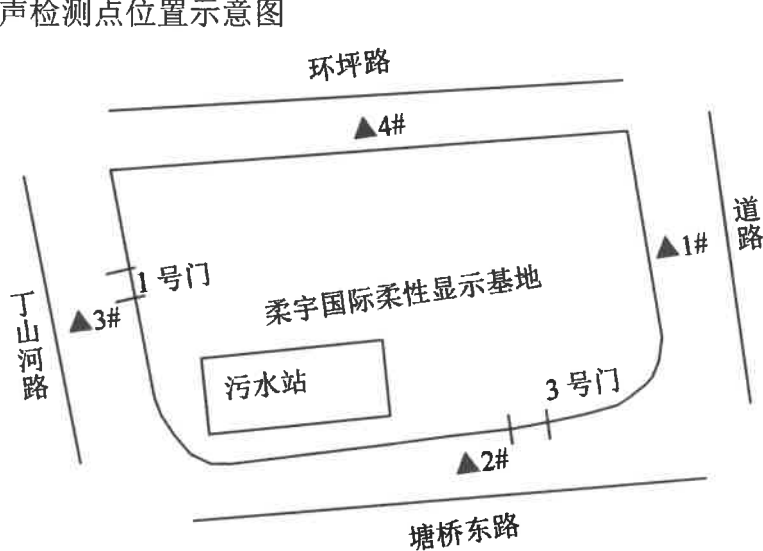 声检测点位置示意图
环坪路
▲4#
道路
▲1#
1号门
柔宇国际柔性显示基地
丁山河路
▲3#
污水站
3号门
▲2#
塘桥东路